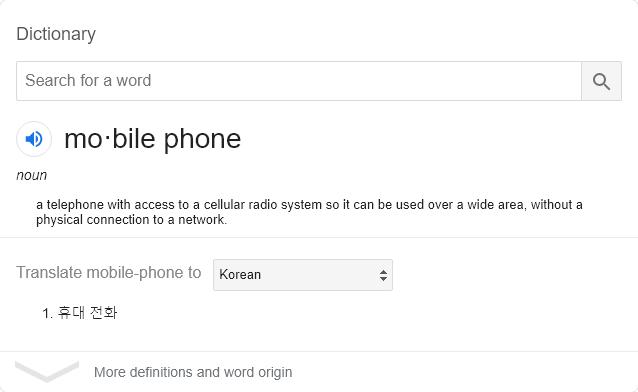 Dictionary
Search for a word
mo·bile phone
noun
a telephone with access to a cellular radio system so it can be used over a wide area, without a
physical connection to a network.
Translate mobile-phone to Korean
1. 휴대 전화
More definitions and word origin